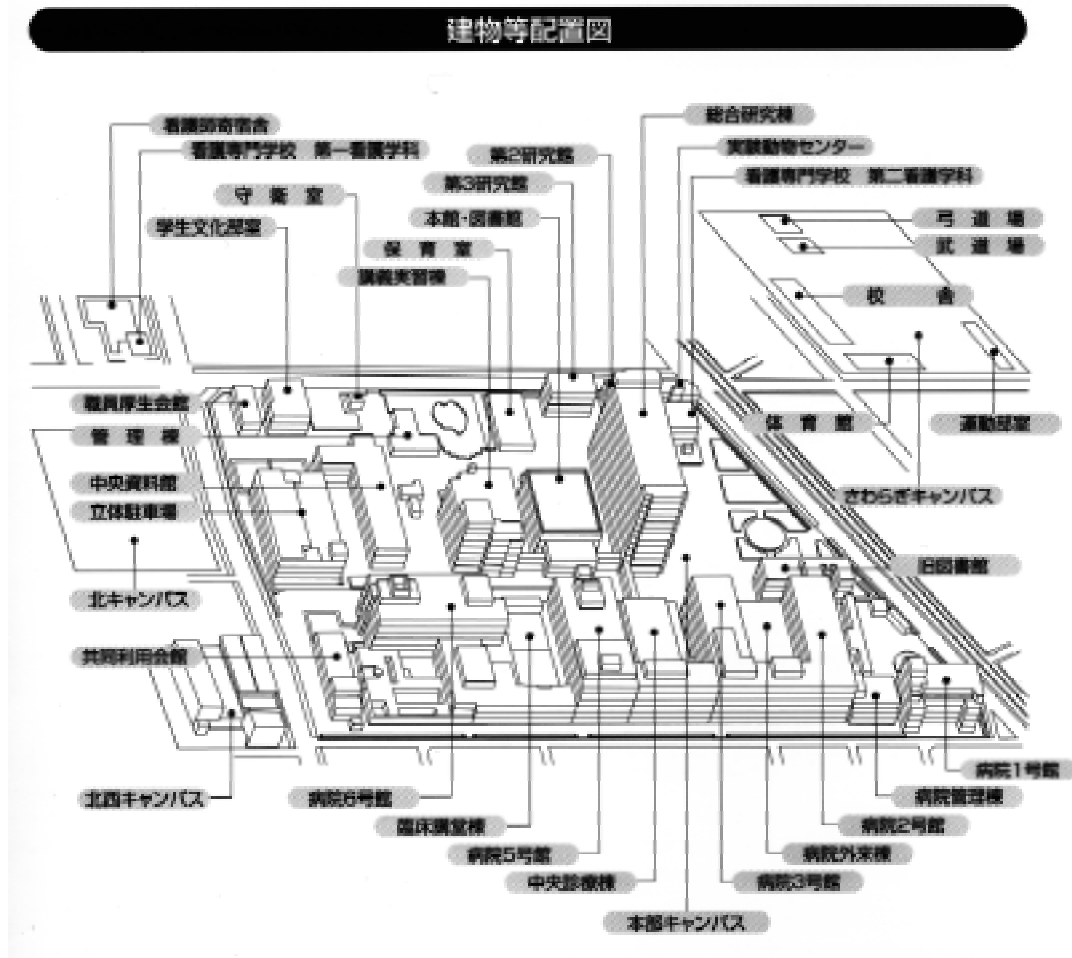 建物等配置図
看護師寄宿舎
総合研究棟
看護専門学校 第一看護学科
第2研究館
実験動物センター
第3研究館
看護専門学校 第二看護学科
守衛室
本館・図書館
弓道場
学生文化部室
保育室
武道場
講義実習棟
校舎
職員厚生会館
体育館
運動部室
管理棟
中央資料館
さわらぎキャンパス
立体駐車場
旧図書館
北キャンパス
共同利用会館
病院1号館
北西キャンパス
病院6号館
病院管理棟
臨床講堂棟
病院2号館
病院5号館
病院外来棟
中央診療棟
病院3号館
本部キャンパス